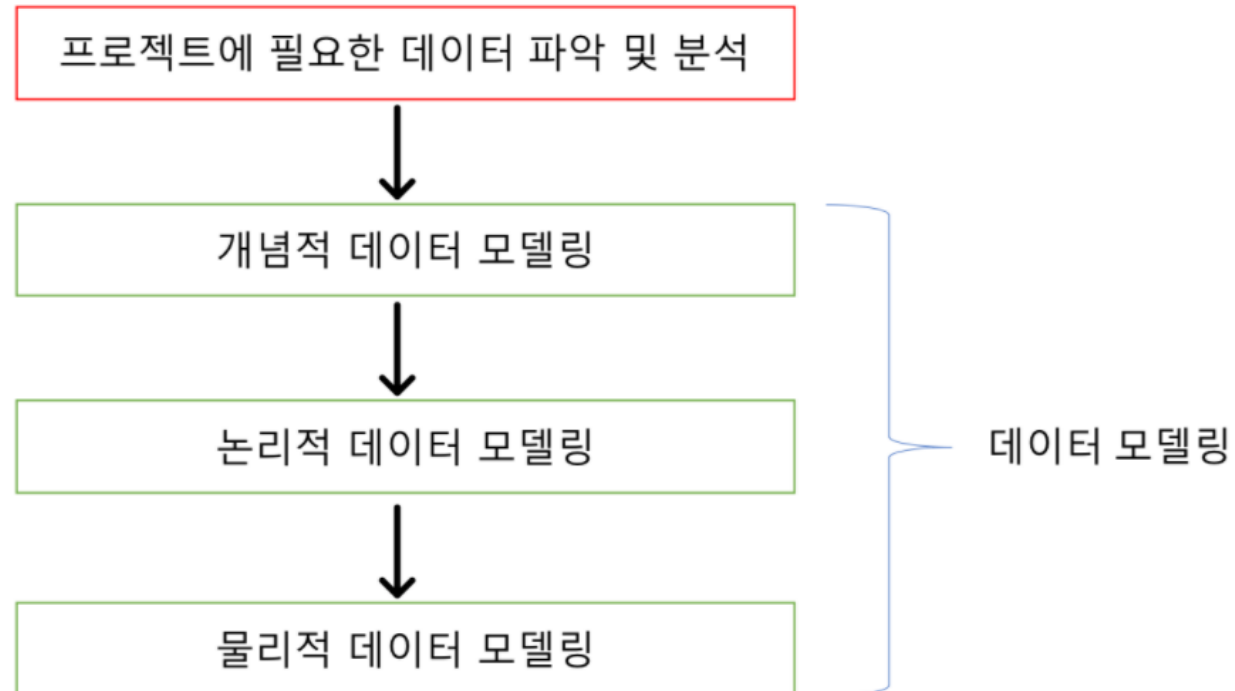 프로젝트에 필요한 데이터 파악 및 분석
개념적 데이터 모델링
논리적 데이터 모델링
데이터 모델링
물리적 데이터 모델링